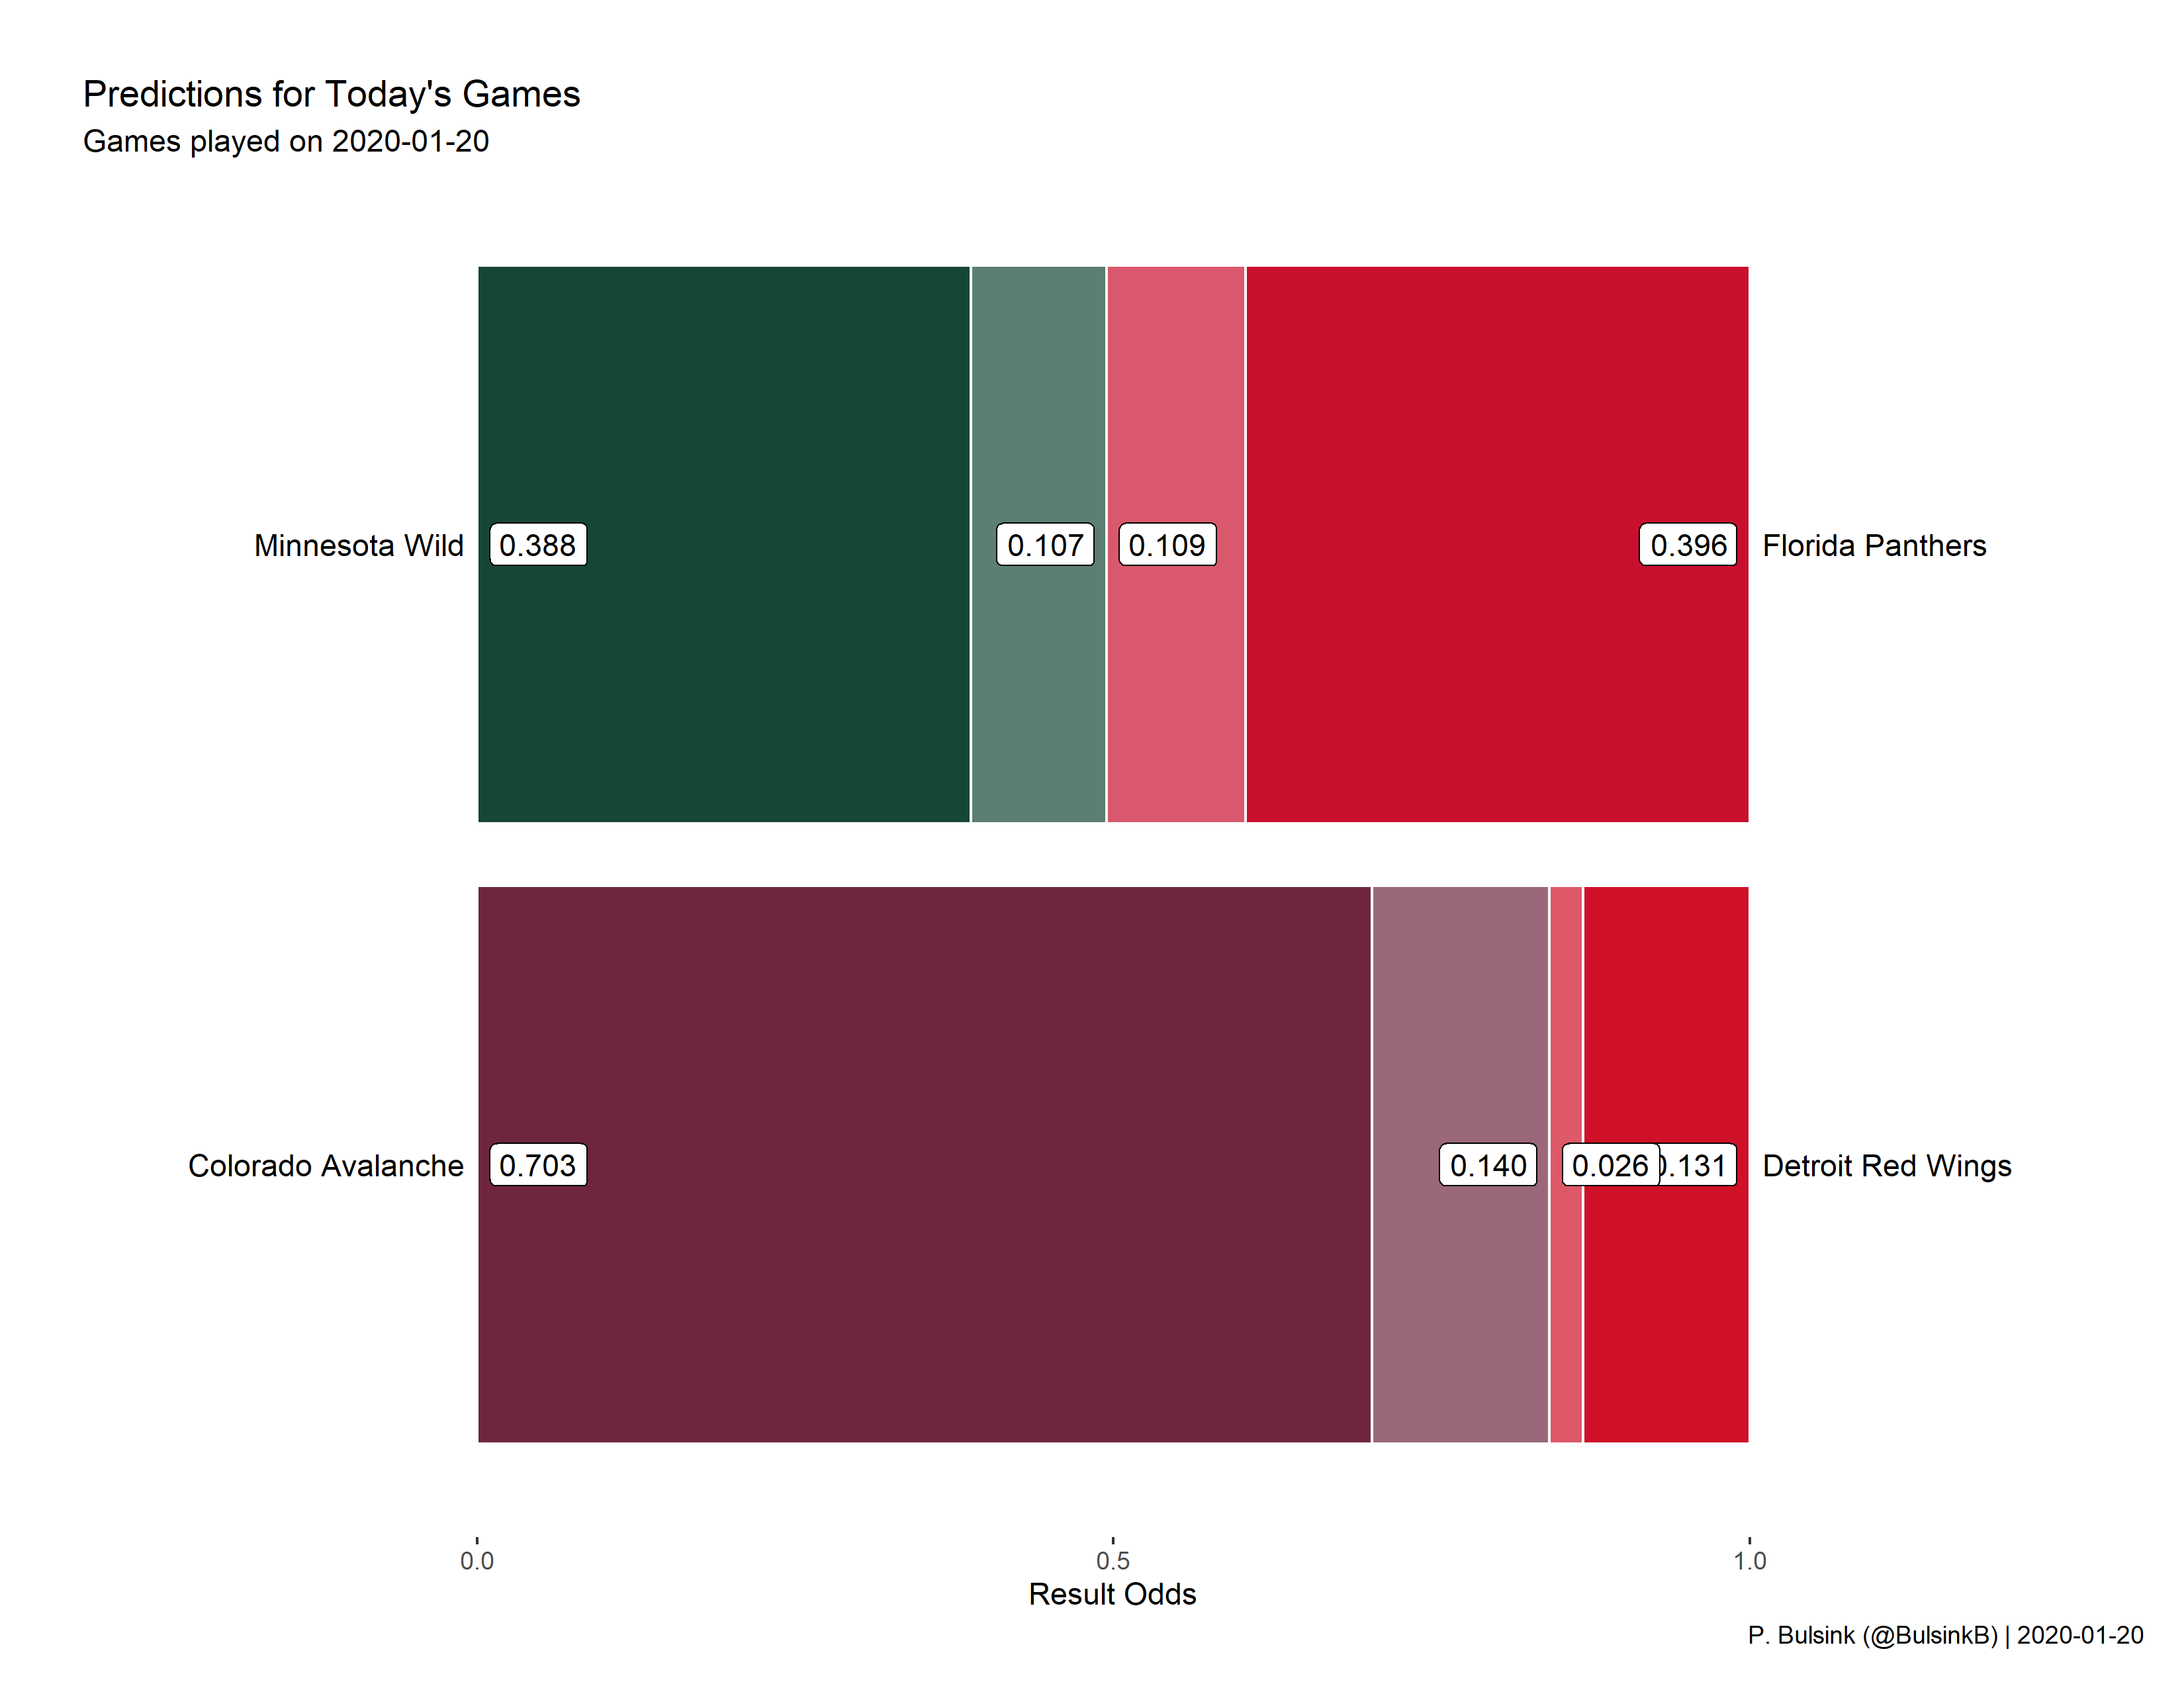 Predictions for Today's Games
Games played on 2020-01-20
Minnesota Wild 0.388 0.107 0.109 0.396 Florida Panthers
Colorado Avalanche 0.703 0.140 0.026 0.131 Detroit Red Wings
0.0 0.5 1.0
Result Odds
P. Bulsink (@BulsinkB) | 2020-01-20